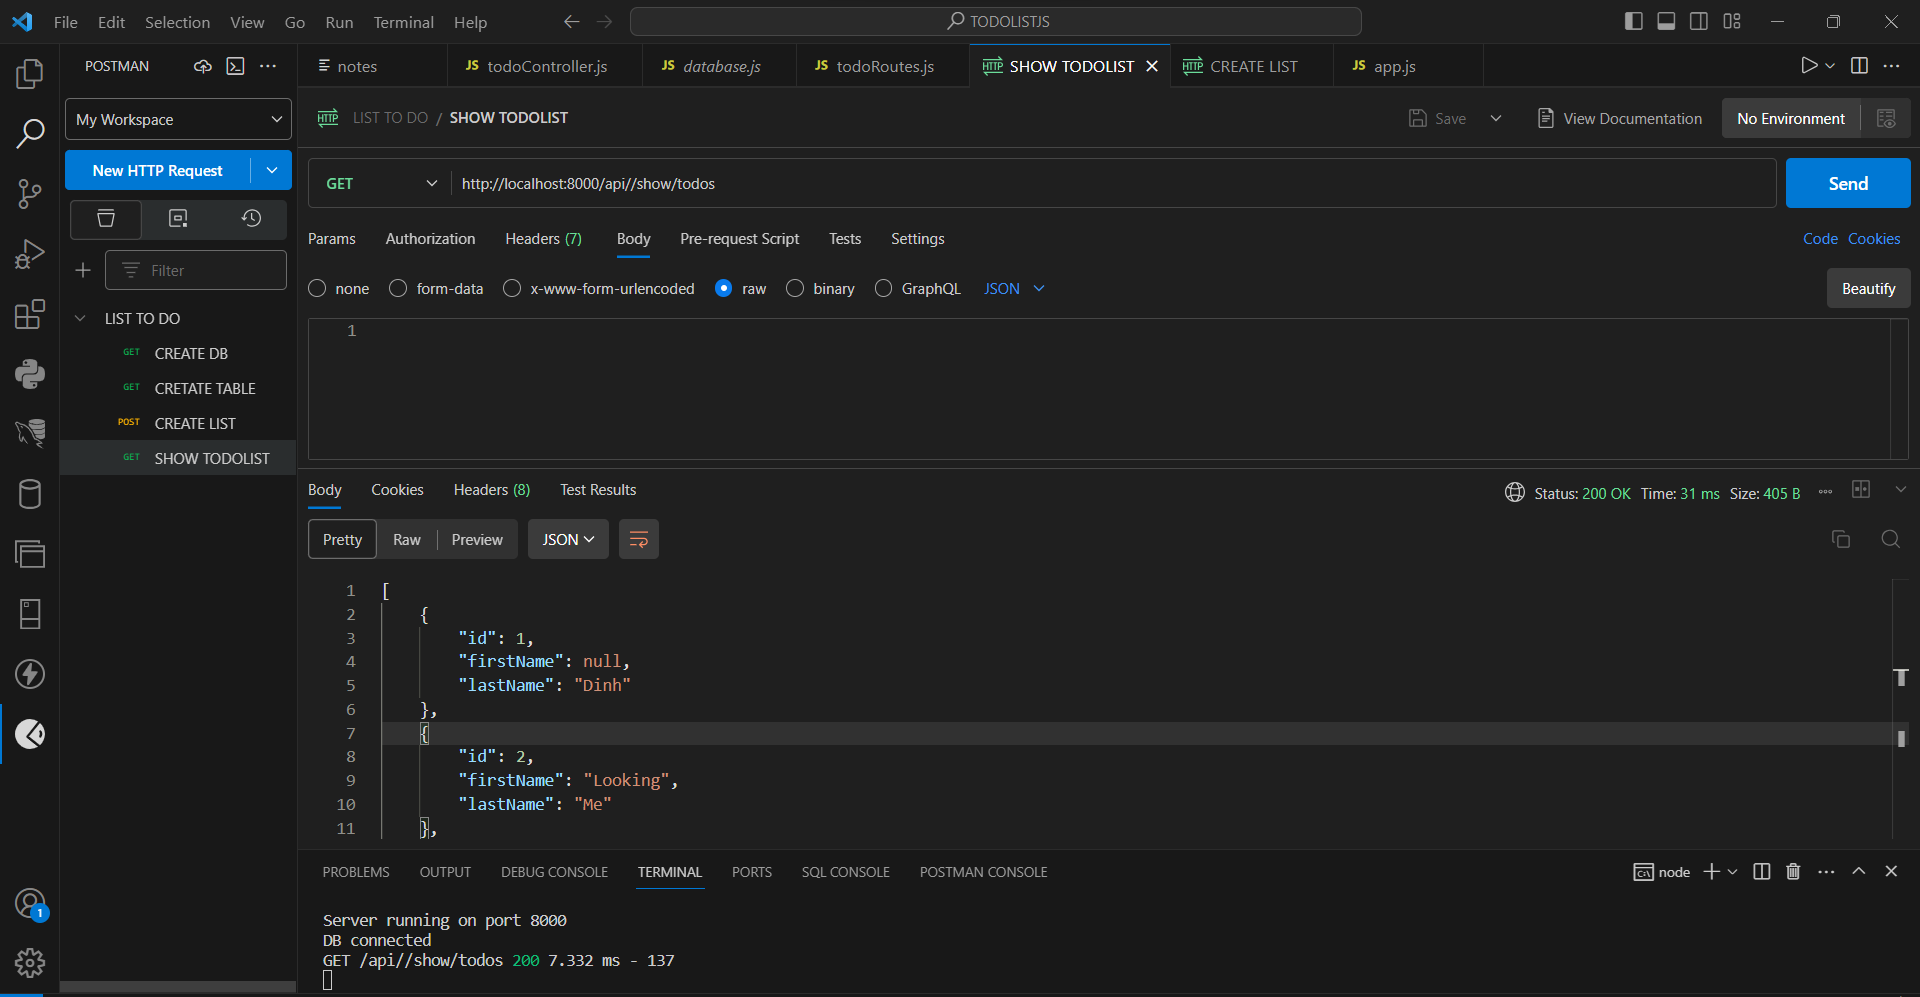 File Edit Selection View Go Run Terminal Help TODOLISTJS
POSTMAN
notes JS todoController.js JS database.js JS todoRoutes.js HTTP SHOW TODOLIST HTTP CREATE LIST JS app.js
My Workspace
HTTP LIST TO DO / SHOW TODOLIST Save View Documentation No Environment
New HTTP Request
GET http://localhost:8000/api//show/todos Send
Params Authorization Headers (7) Body Pre-request Script Tests Settings Code Cookies
Filter
none form-data x-www-form-urlencoded raw binary GraphQL JSON Beautify
LIST TO DO
GET CREATE DB
GET CRETATE TABLE
POST CREATE LIST
GET SHOW TODOLIST
1
Body Cookies Headers (8) Test Results Status: 200 OK Time: 31 ms Size: 405 B
Pretty Raw Preview JSON
1 [
2 {
3 "id": 1,
4 "firstName": null,
5 "lastName": "Dinh"
6 },
7 {
8 "id": 2,
9 "firstName": "Looking",
10 "lastName": "Me"
11 },
PROBLEMS OUTPUT DEBUG CONSOLE TERMINAL PORTS SQL CONSOLE POSTMAN CONSOLE node
Server running on port 8000
DB connected
GET /api//show/todos 200 7.332 ms - 137
1